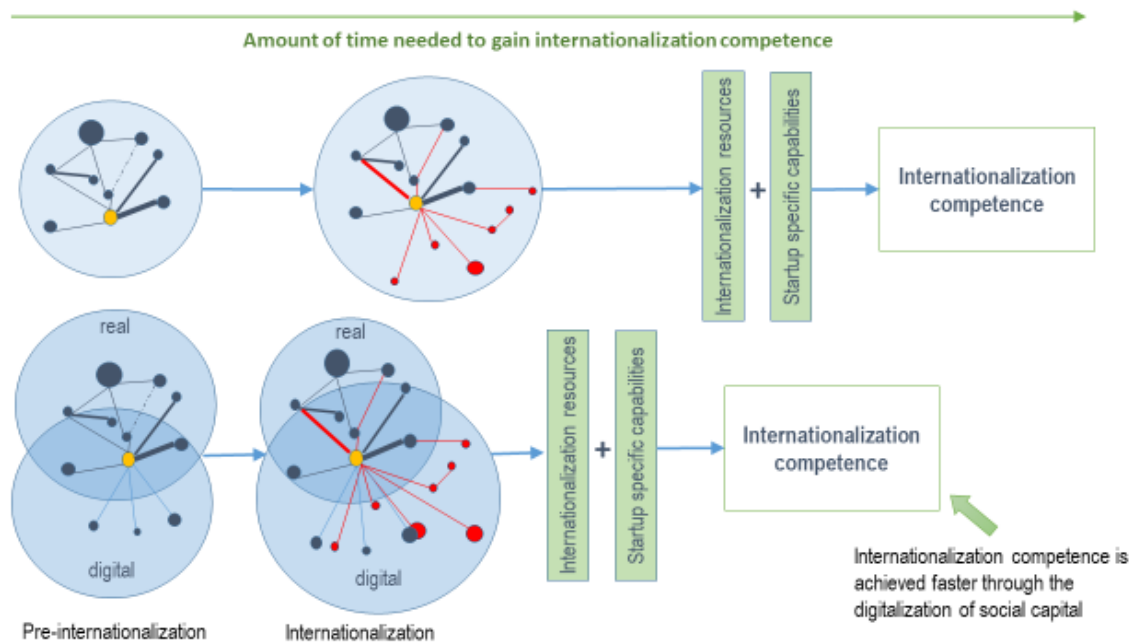 Amount of time needed to gain internationalization competence
Internationalization resources
+
Startup specific capabilities
Internationalization
competence
real
digital
real
digital
Internationalization resources
+
Startup specific capabilities
Internationalization
competence
Internationalization competence is
achieved faster through the
digitalization of social capital
Pre-internationalization
Internationalization